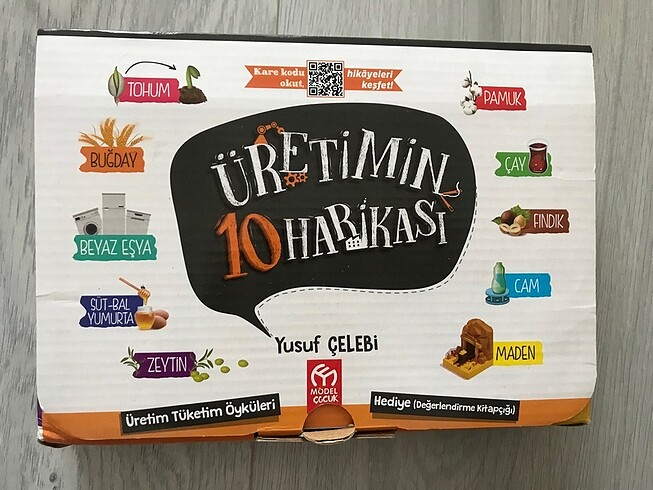 Kare kodu
okut,
hikâyeleri
keşfet!
TOHUM
PAMUK
BUĞDAY
ÇAY
BEYAZ EŞYA
FINDIK
SÜT-BAL
YUMURTA
CAM
ZEYTİN
MADEN
ÜRETİMİN
10 HARİKASI
Yusuf ÇELEBİ
MODEL
ÇOCUK
Üretim Tüketim Öyküleri
Hediye (Değerlendirme Kitapçığı)